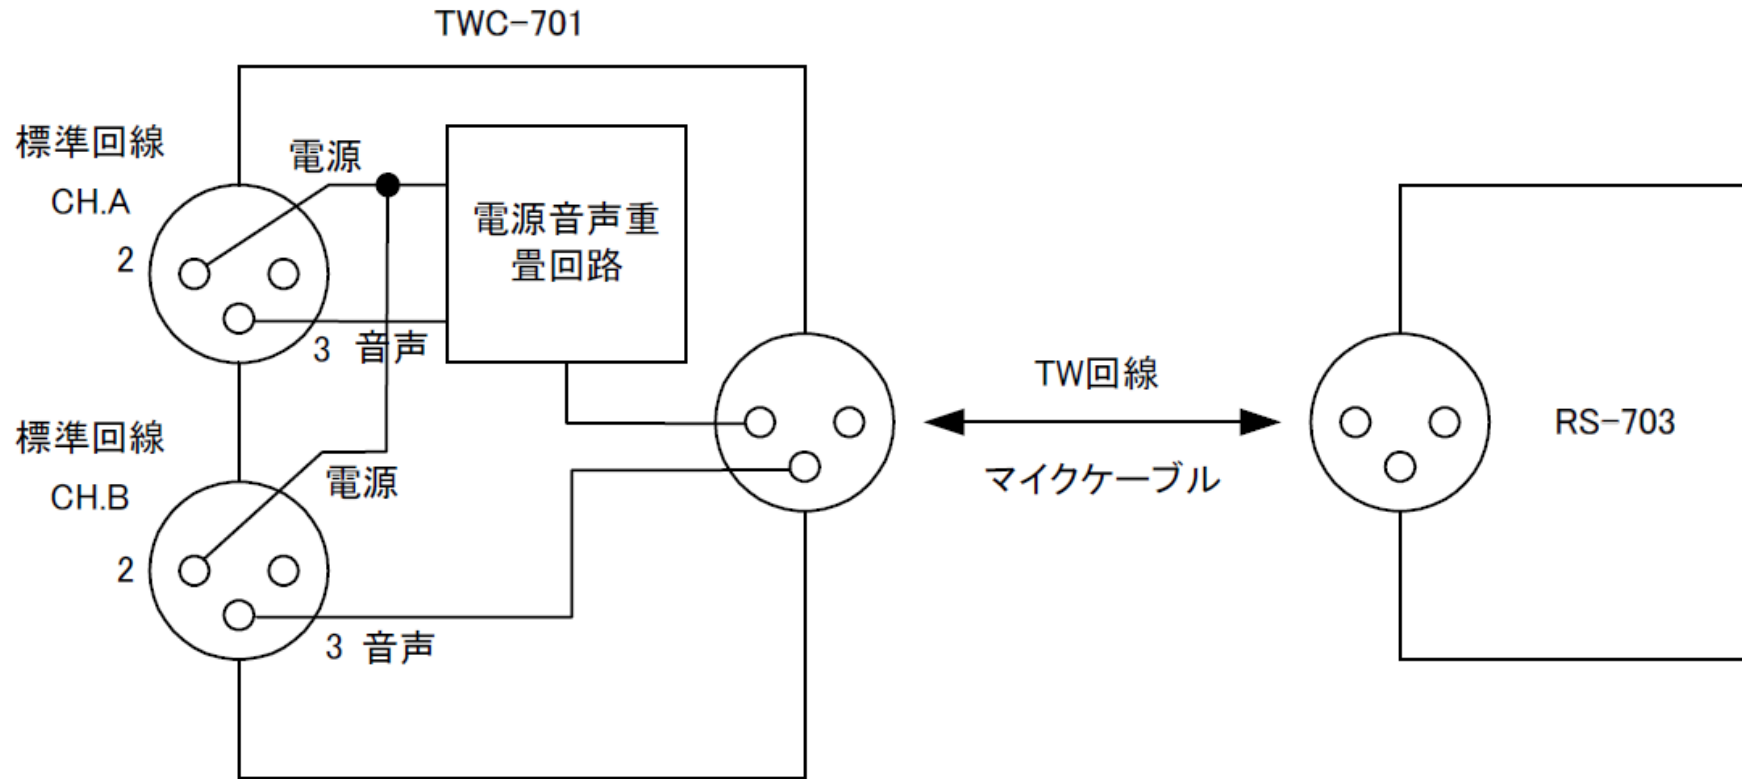 TWC-701
標準回線
CH.A
2
電源
電源音声重
畳回路
3 音声
標準回線
CH.B
2
電源
3 音声
TW回線
マイクケーブル
RS-703